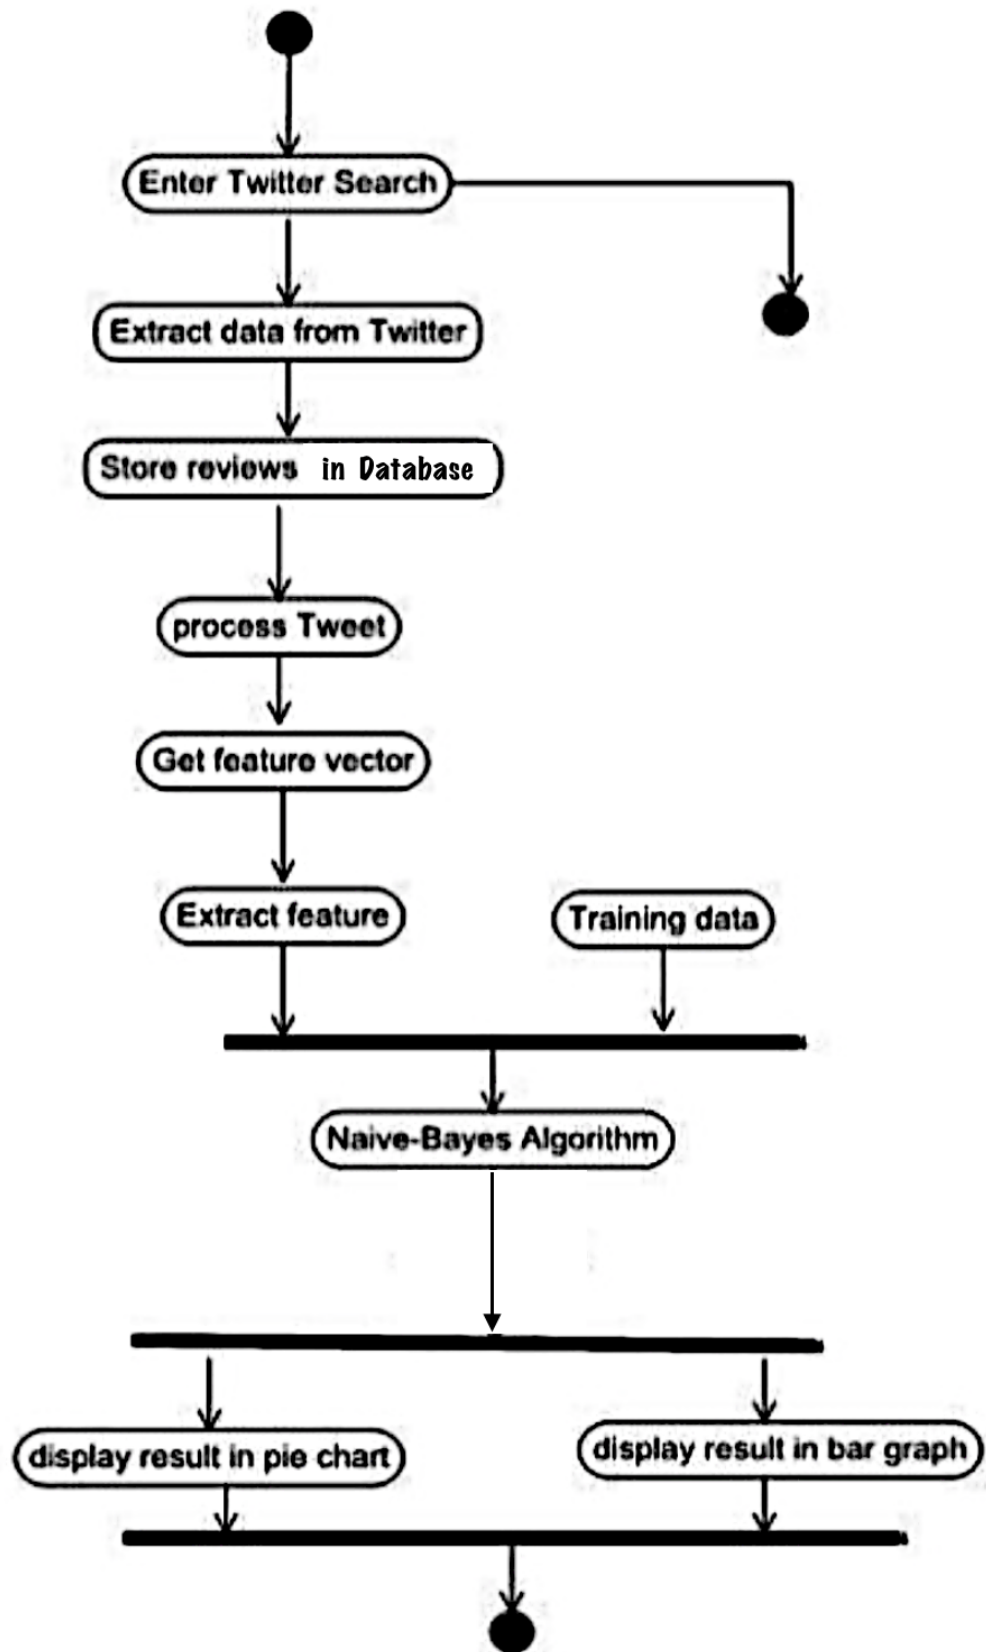 Enter Twitter Search
Extract data from Twitter
Store reviews in Database
process Tweet
Get feature vector
Extract feature
Training data
Naive-Bayes Algorithm
display result in pie chart
display result in bar graph